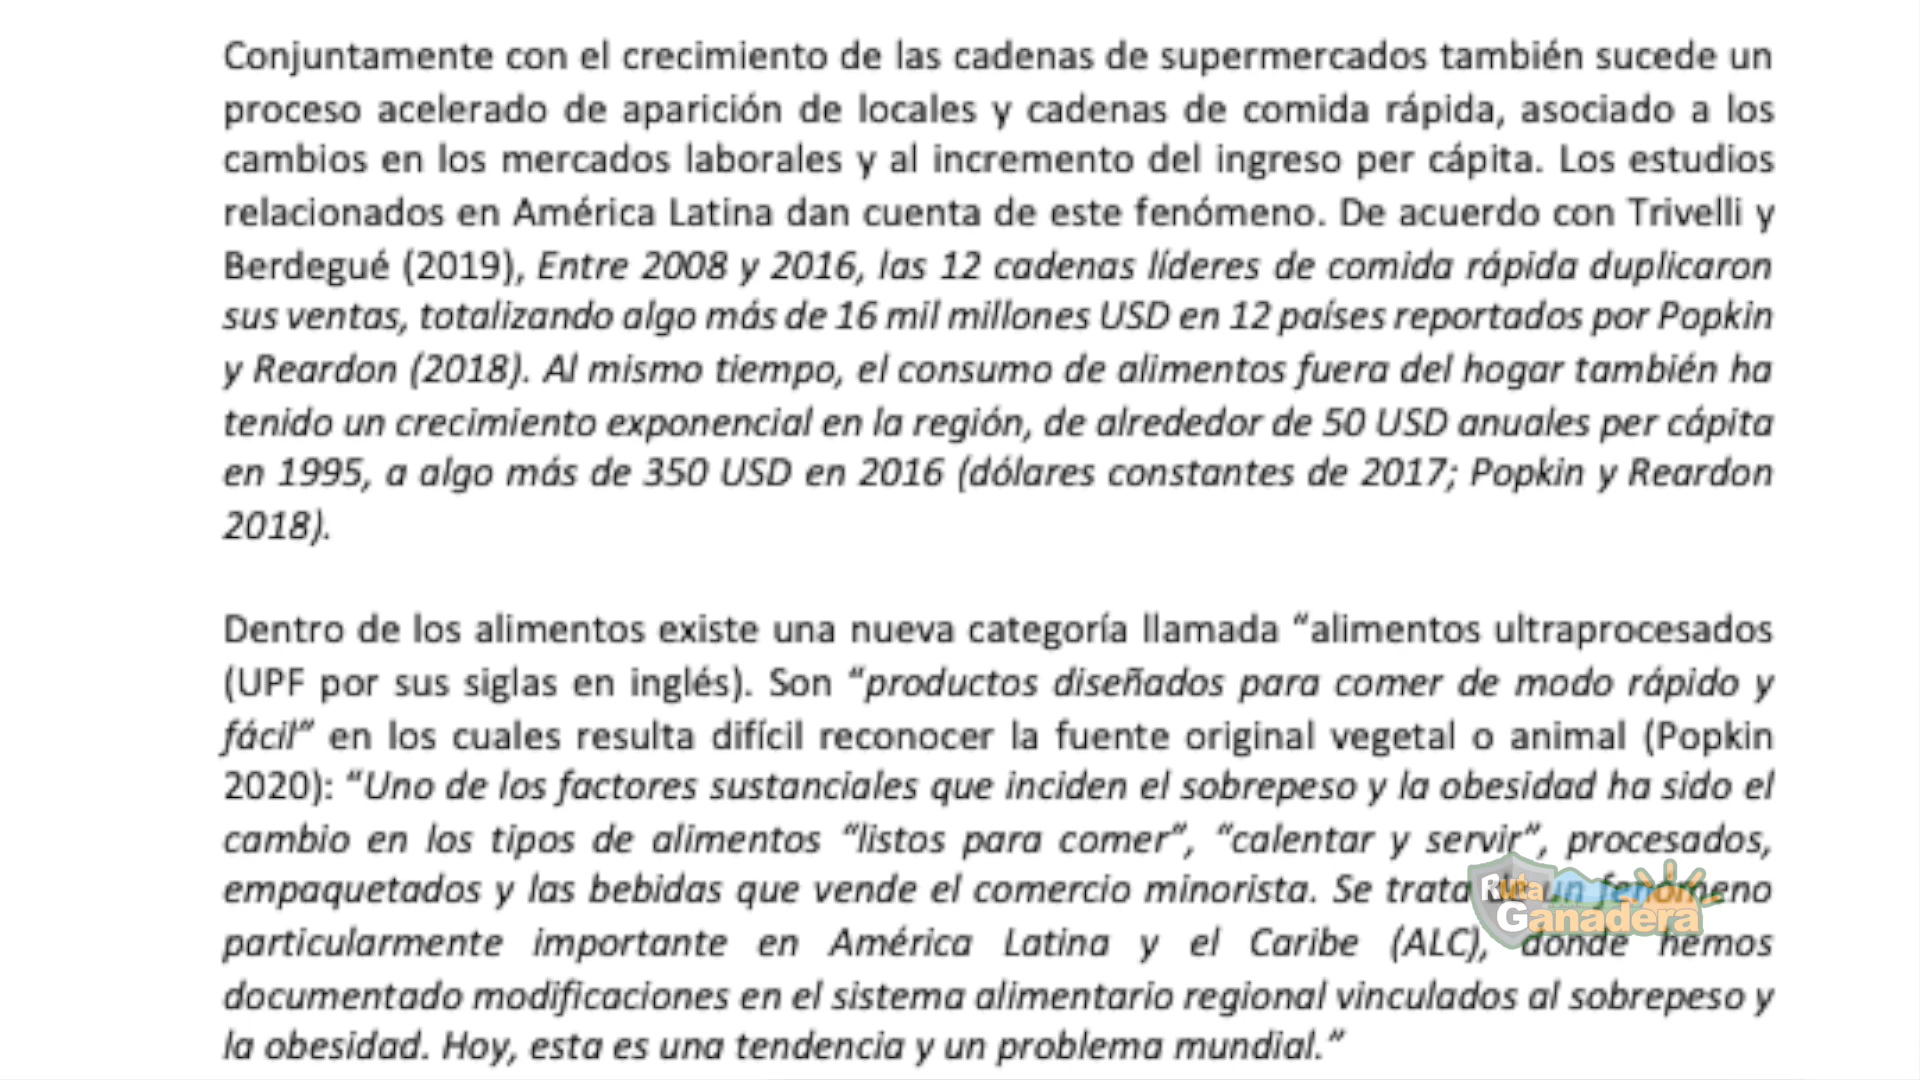 Conjuntamente con el crecimiento de las cadenas de supermercados también sucede un
proceso acelerado de aparición de locales y cadenas de comida rápida, asociado a los
cambios en los mercados laborales y al incremento del ingreso per cápita. Los estudios
relacionados en América Latina dan cuenta de este fenómeno. De acuerdo con Trivelli y
Berdegué (2019), Entre 2008 y 2016, las 12 cadenas líderes de comida rápida duplicaron
sus ventas, totalizando algo más de 16 mil millones USD en 12 países reportados por Popkin
y Reardon (2018). Al mismo tiempo, el consumo de alimentos fuera del hogar también ha
tenido un crecimiento exponencial en la región, de alrededor de 50 USD anuales per cápita
en 1995, a algo más de 350 USD en 2016 (dólares constantes de 2017; Popkin y Reardon
2018).
Dentro de los alimentos existe una nueva categoría llamada “alimentos ultraprocesados
(UPF por sus siglas en inglés). Son “productos diseñados para comer de modo rápido y
fácil” en los cuales resulta difícil reconocer la fuente original vegetal o animal (Popkin
2020): “Uno de los factores sustanciales que inciden el sobrepeso y la obesidad ha sido el
cambio en los tipos de alimentos “listos para comer”, “calentar y servir”, procesados,
empaquetados y las bebidas que vende el comercio minorista. Se trata de un fenómeno
particularmente importante en América Latina y el Caribe (ALC), donde hemos
documentado modificaciones en el sistema alimentario regional vinculados al sobrepeso y
la obesidad. Hoy, esta es una tendencia y un problema mundial.”
Ruta
Ganadera